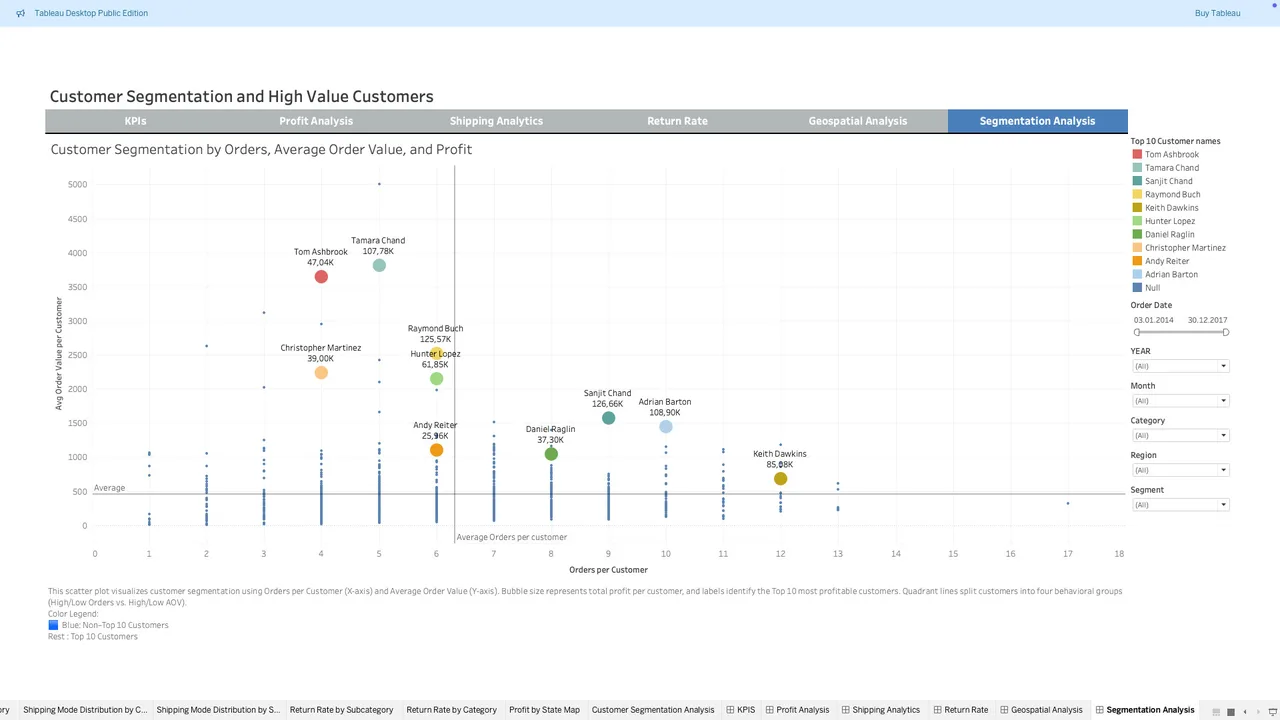 Tableau Desktop Public Edition
Buy Tableau
Customer Segmentation and High Value Customers
KPIs
Profit Analysis
Shipping Analytics
Return Rate
Geospatial Analysis
Segmentation Analysis
Customer Segmentation by Orders, Average Order Value, and Profit
5000
4500
4000
3500
3000
2500
2000
1500
1000
500
0
Avg Order Value per Customer
Tamara Chand
107,78K
Tom Ashbrook
47,04K
Raymond Buch
125,57K
Christopher Martinez
39,00K
Hunter Lopez
61,85K
Sanjit Chand
126,66K
Adrian Barton
108,90K
Andy Reiter
Daniel Raglin
37,30K
Keith Dawkins
Average
Average Orders per customer
0
1
2
3
4
5
6
7
8
9
10
11
12
13
14
15
16
17
18
Orders per Customer
Top 10 Customer names
Tom Ashbrook
Tamara Chand
Sanjit Chand
Raymond Buch
Keith Dawkins
Hunter Lopez
Daniel Raglin
Christopher Martinez
Andy Reiter
Adrian Barton
Null
Order Date
03.01.2014 30.12.2017
YEAR
(All)
Month
(All)
Category
(All)
Region
(All)
Segment
(All)
This scatter plot visualizes customer segmentation using Orders per Customer (X-axis) and Average Order Value (Y-axis). Bubble size represents total profit per customer, and labels identify the Top 10 most profitable customers. Quadrant lines split customers into four behavioral groups
(High/Low Orders vs. High/Low AOV).
Color Legend:
Blue: Non–Top 10 Customers
Rest : Top 10 Customers
ory
Shipping Mode Distribution by C...
Shipping Mode Distribution by S...
Return Rate by Subcategory
Return Rate by Category
Profit by State Map
Customer Segmentation Analysis
KPIS
Profit Analysis
Shipping Analytics
Return Rate
Geospatial Analysis
Segmentation Analysis